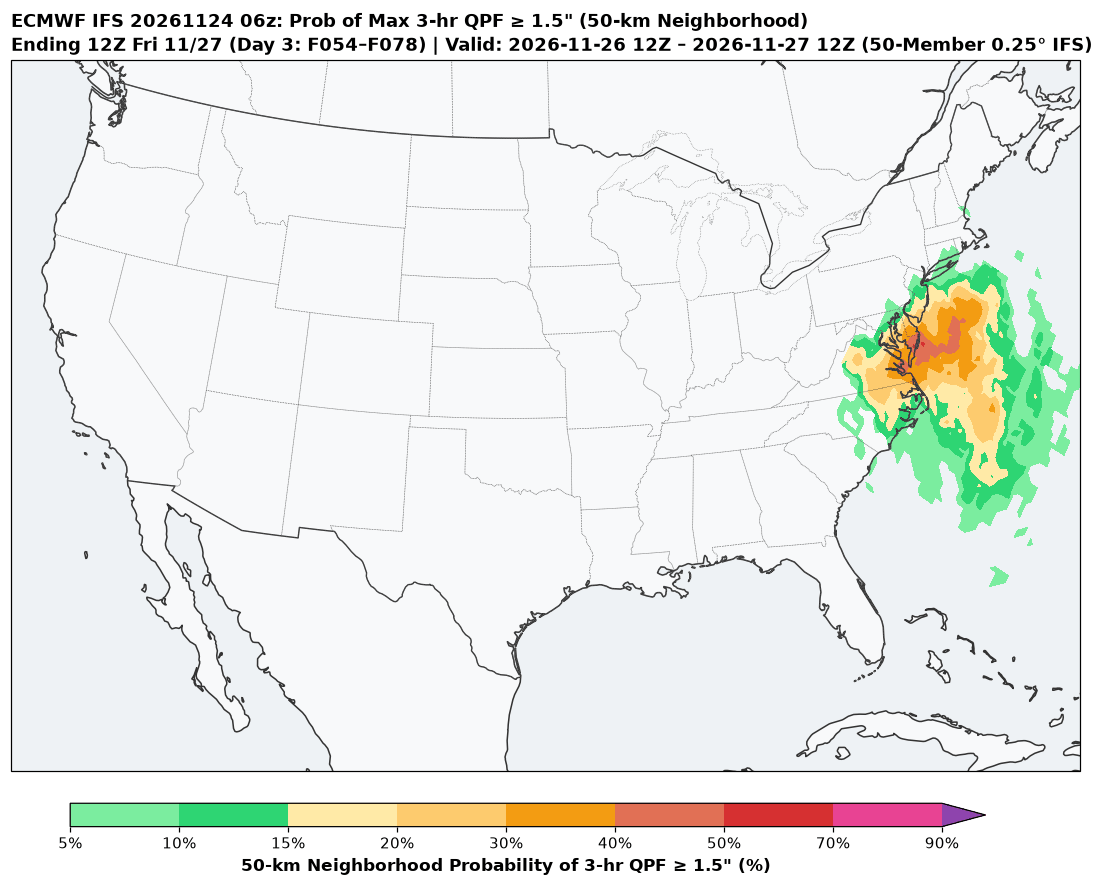 ECMWF IFS 20261124 06z: Prob of Max 3-hr QPF ≥ 1.5" (50-km Neighborhood)
Ending 12Z Fri 11/27 (Day 3: F054–F078) | Valid: 2026-11-26 12Z – 2026-11-27 12Z (50-Member 0.25° IFS)
5% 10% 15% 20% 30% 40% 50% 70% 90%
50-km Neighborhood Probability of 3-hr QPF ≥ 1.5" (%)